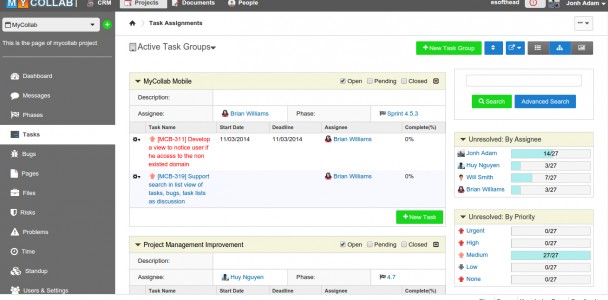 MYCOLLAB
CRM
Projects
Documents
People
esofthead
Jonh Adam
MyCollab
This is the page of mycollab project
Dashboard
Messages
Phases
Tasks
Bugs
Pages
Files
Risks
Problems
Time
Standup
Users & Settings
Task Assignments
Active Task Groups
+New Task Group
MyCollab Mobile
Open
Pending
Closed
Description:
Assignee:
Brian Williams
Phase:
Sprint 4.5.3
Task Name
Start Date
Deadline
Assignee
Complete(%)
[MCB-311] Develop
a view to notice user if
he access to the non
existed domain.
11/03/2014
11/03/2014
Brian Williams
0%
[MCB-319] Support
search in list view of
tasks, bugs, task lists
as discussion
Brian Williams
0%
+New Task
Project Management Improvement
Open
Pending
Closed
Description:
Assignee:
Huy Nguyen
Phase:
4.7
Task Name
Start Date
Deadline
Assignee
Complete(%)
Search
Advanced Search
Unresolved: By Assignee
Jonh Adam
14/27
Huy Nguyen
3/27
Will Smith
7/27
Brian Williams
3/27
Unresolved: By Priority
Urgent
0/27
High
0/27
Medium
27/27
Low
0/27
None
0/27